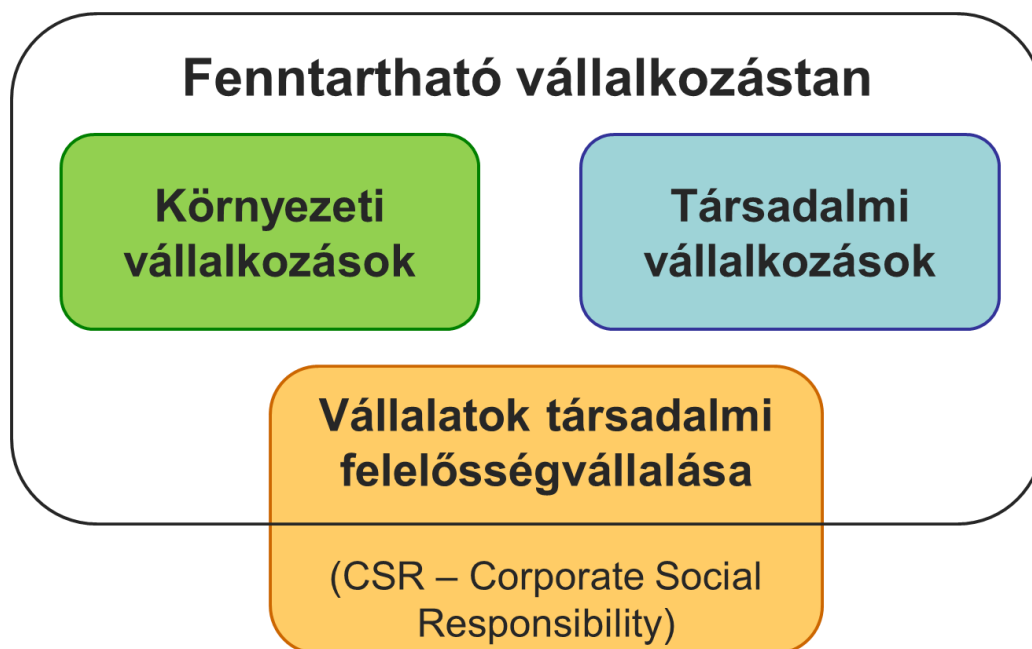 Fenntartható vállalkozástan
Környezeti
vállalkozások
Társadalmi
vállalkozások
Vállalatok társadalmi
felelősségvállalása
(CSR – Corporate Social
Responsibility)